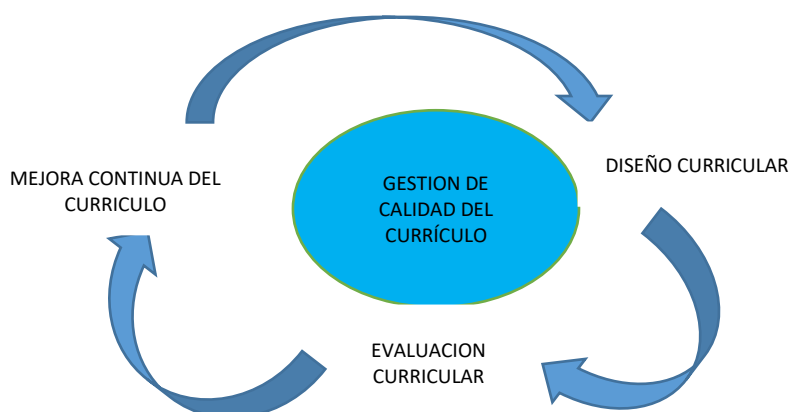 MEJORA CONTINUA DEL
CURRICULO
GESTION DE
CALIDAD DEL
CURRÍCULO
DISEÑO CURRICULAR
EVALUACION
CURRICULAR